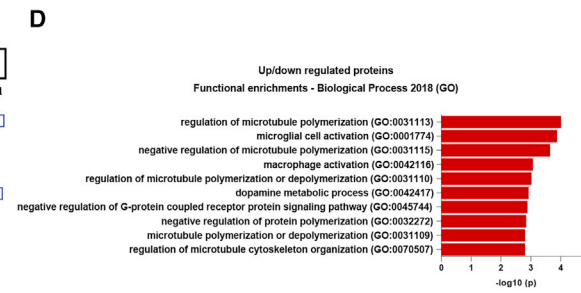 D
Up/down regulated proteins
Functional enrichments - Biological Process 2018 (GO)
regulation of microtubule polymerization (GO:0031113)
microglial cell activation (GO:0001774)
negative regulation of microtubule polymerization (GO:0031115)
macrophage activation (GO:0042116)
regulation of microtubule polymerization or depolymerization (GO:0031110)
dopamine metabolic process (GO:0042417)
negative regulation of G-protein coupled receptor protein signaling pathway (GO:0045744)
negative regulation of protein polymerization (GO:0032272)
microtubule polymerization or depolymerization (GO:0031109)
regulation of microtubule cytoskeleton organization (GO:0070507)
0 1 2 3 4
-log10 (p)